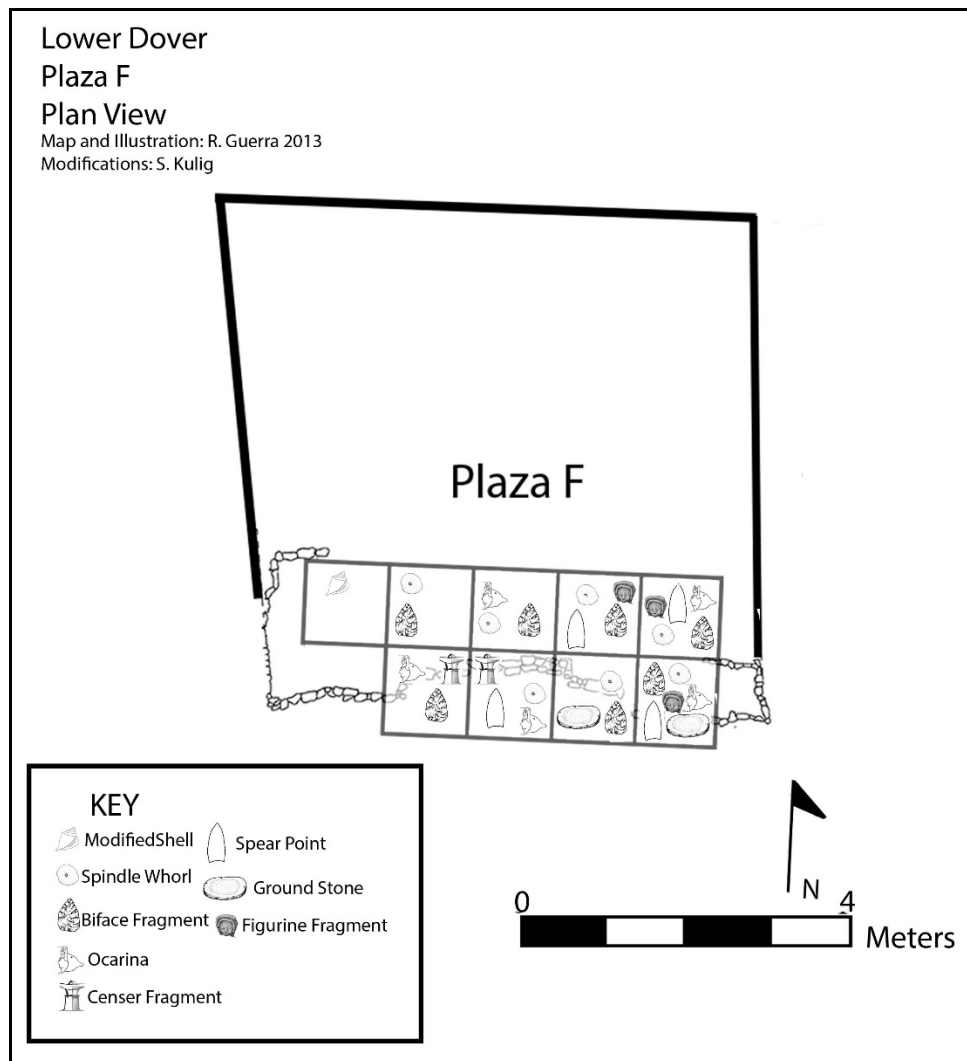 Lower Dover
Plaza F
Plan View
Map and Illustration: R. Guerra 2013
Modifications: S. Kulig
Plaza F
KEY
ModifiedShell
Spear Point
Spindle Whorl
Ground Stone
Biface Fragment
Figurine Fragment
Ocarina
Censer Fragment
N
0 4
Meters